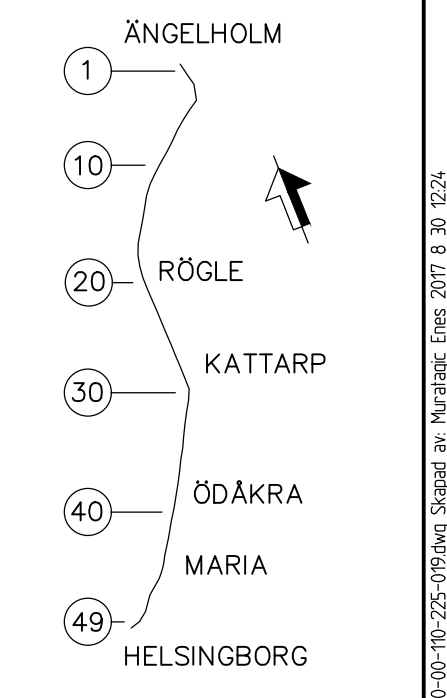 ÄNGELHOLM
1
10
RÖGLE
20
KATTARP
30
ÖDÅKRA
40
MARIA
49
HELSINGBORG
0-00-110-225-019.dwg Skapad av: Muratagic Enes 2017 8 30 12:24